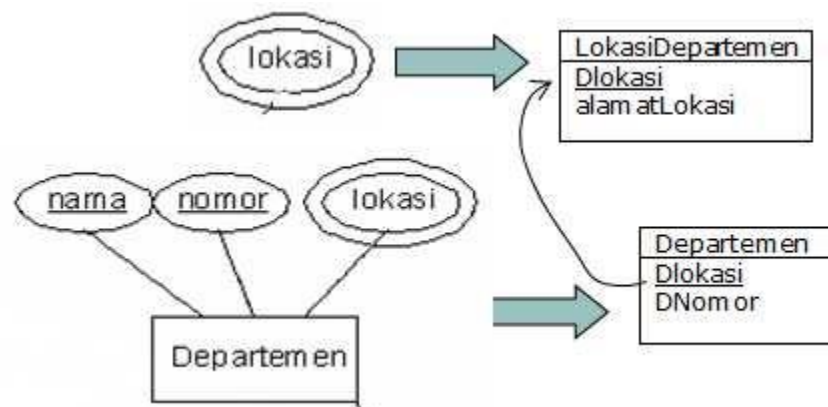 lokasi
LokasiDepartemen
Dlokasi
alamatLokasi
nama
nomor
lokasi
Departemen
Departemen
Dlokasi
DNomor